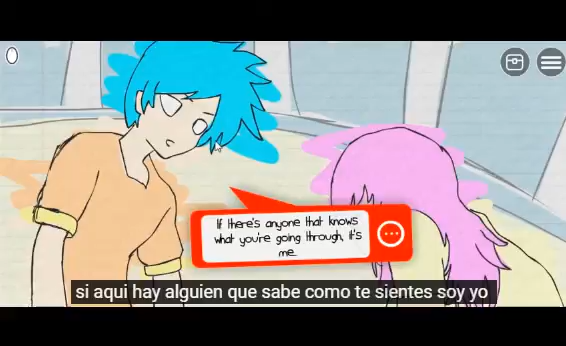 If there's anyone that knows
what you're going through, it's
me.
si aqui hay alguien que sabe como te sientes soy yo